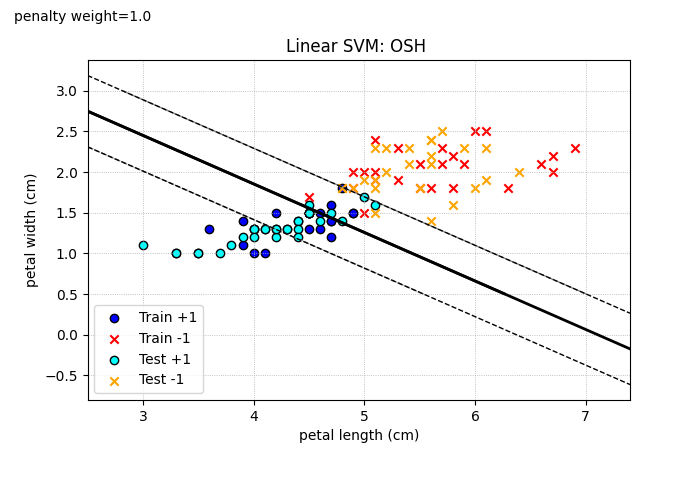 penalty weight=1.0
Linear SVM: OSH
petal width (cm)
3.0
2.5
2.0
1.5
1.0
0.5
0.0
−0.5
Train +1
Train -1
Test +1
Test -1
3 4 5 6 7
petal length (cm)